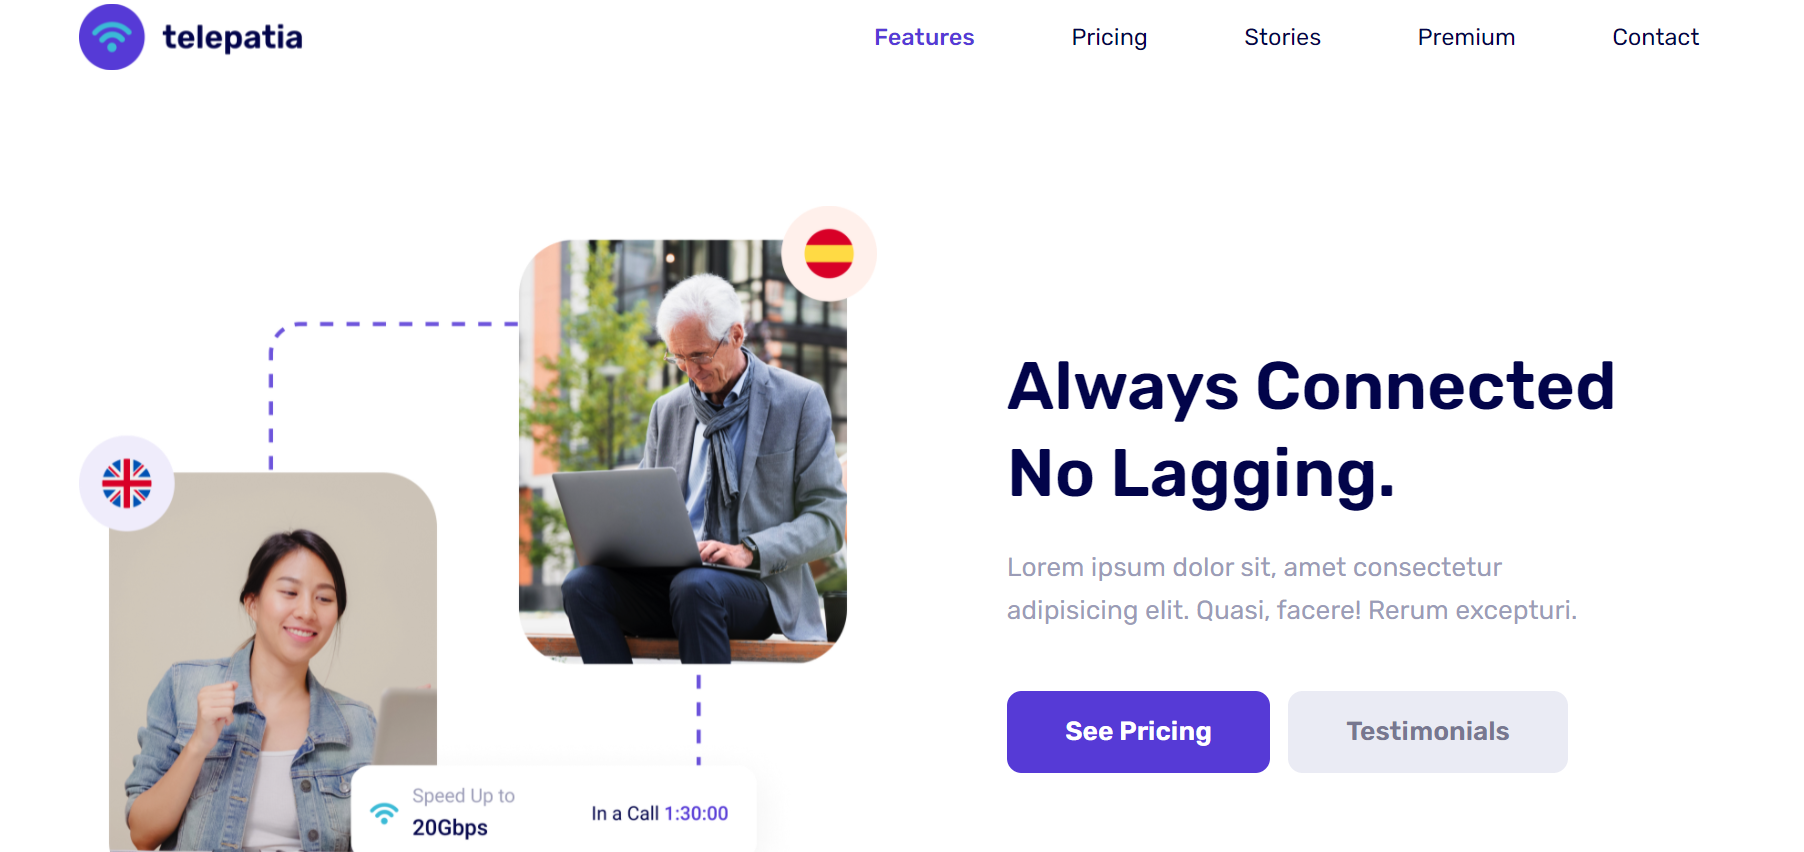 telepatia
Features Pricing Stories Premium Contact
Always Connected
No Lagging.
Lorem ipsum dolor sit, amet consectetur
adipisicing elit. Quasi, facere! Rerum excepturi.
See Pricing Testimonials
Speed Up to
20Gbps
In a Call 1:30:00